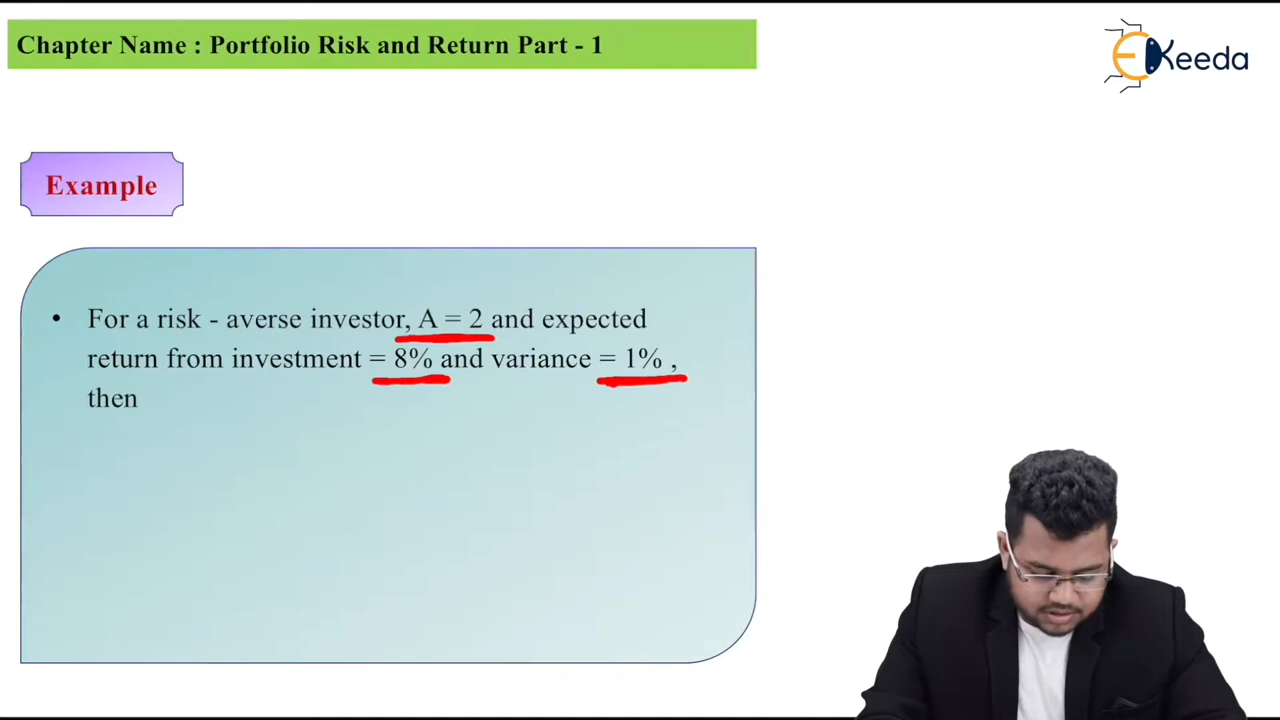 Chapter Name : Portfolio Risk and Return Part - 1
EKeeda
Example
• For a risk - averse investor, A = 2 and expected
return from investment = 8% and variance = 1% ,
then